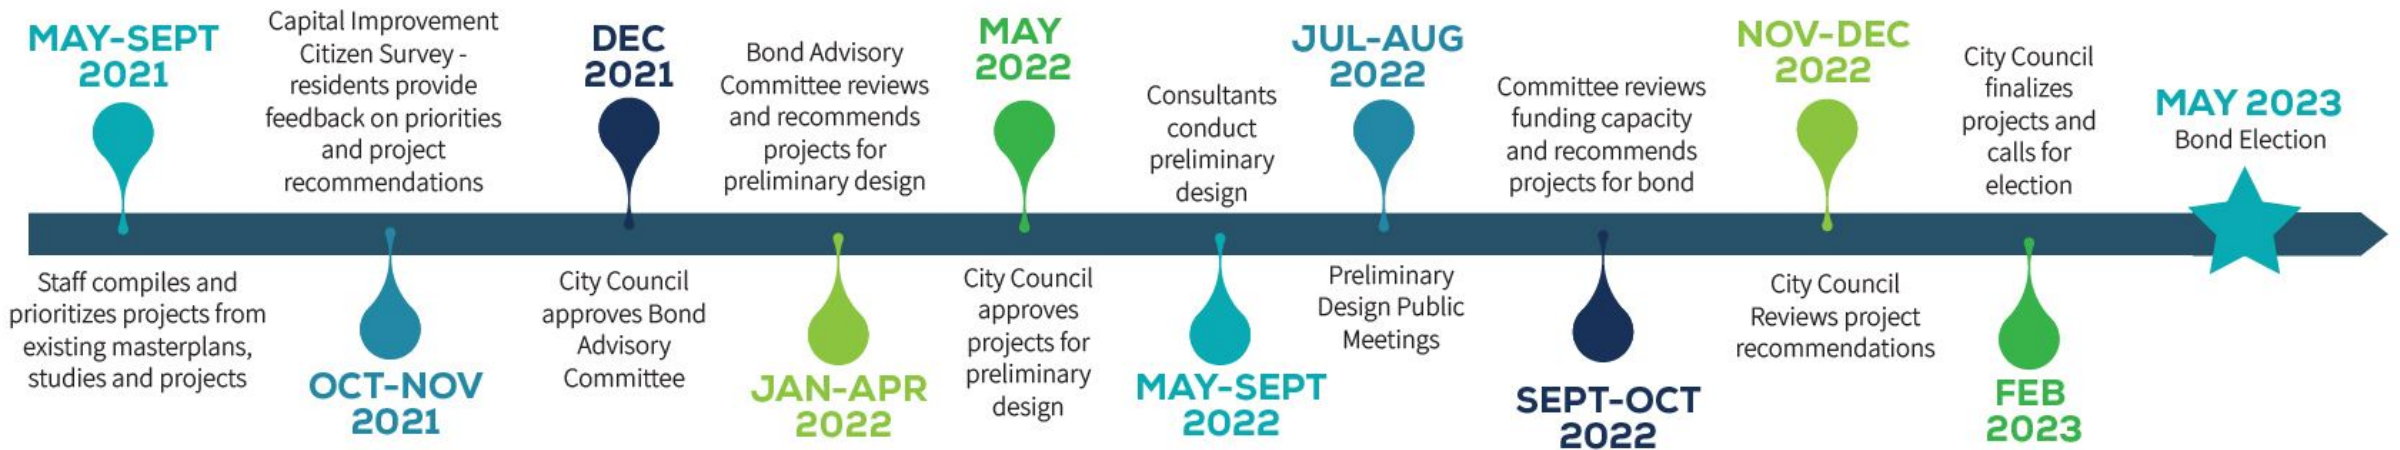 MAY-SEPT
2021
Staff compiles and
prioritizes projects from
existing masterplans,
studies and projects
Capital Improvement
Citizen Survey -
residents provide
feedback on priorities
and project
recommendations
OCT-NOV
2021
DEC
2021
City Council
approves Bond
Advisory
Committee
Bond Advisory
Committee reviews
and recommends
projects for
preliminary design
JAN-APR
2022
MAY
2022
City Council
approves
projects for
preliminary
design
Consultants
conduct
preliminary
design
MAY-SEPT
2022
JUL-AUG
2022
Preliminary
Design Public
Meetings
Committee reviews
funding capacity
and recommends
projects for bond
SEPT-OCT
2022
NOV-DEC
2022
City Council
Reviews project
recommendations
City Council
finalizes
projects and
calls for
election
FEB
2023
MAY 2023
Bond Election